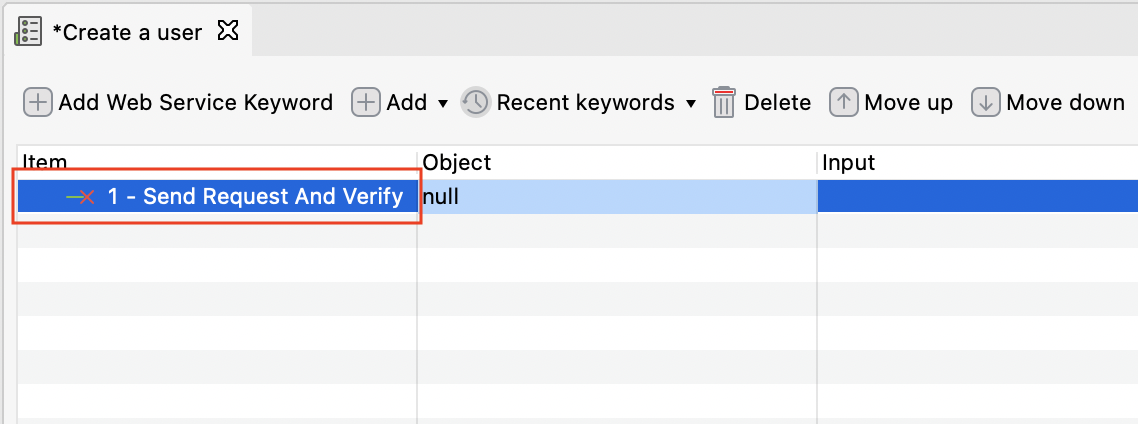 *Create a user
Add Web Service Keyword Add Recent keywords Delete Move up Move down
Item Object Input
1 - Send Request And Verify null